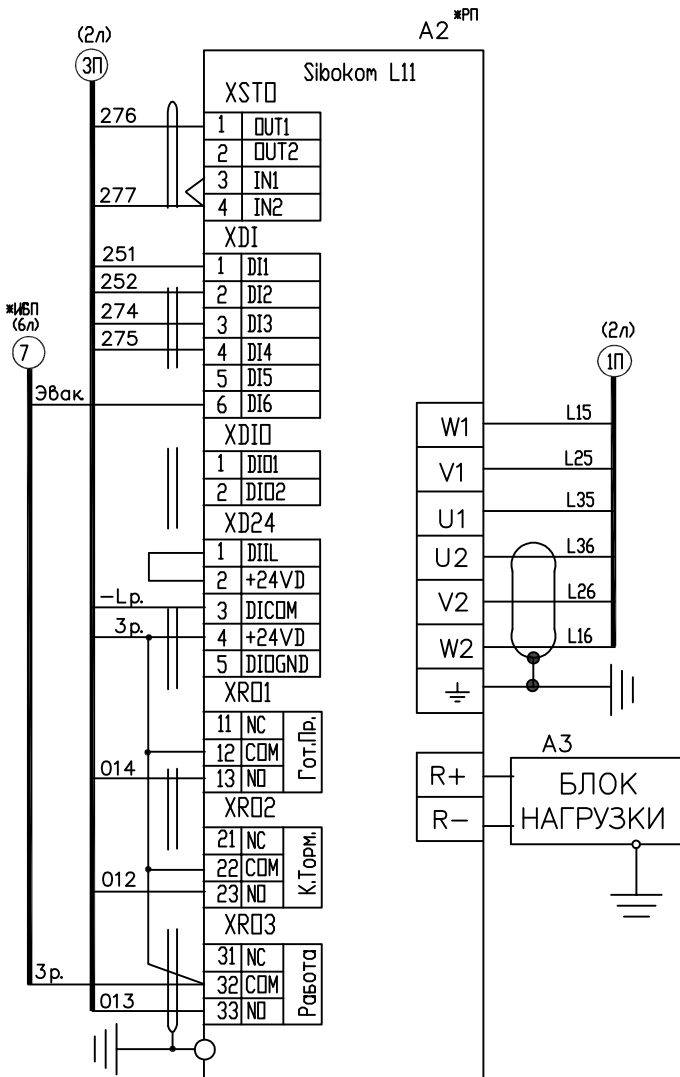 A2 *РП
(2л)
3П
Sibokom L11
XSTO
276
1 OUT1
2 OUT2
3 IN1
277
4 IN2
XDI
251
1 DI1
252
2 DI2
274
3 DI3
275
4 DI4
5 DI5
Эвак
6 DI6
*ИБП
(6л)
7
(2л)
1П
XDIO
1 DIO1
2 DIO2
XD24
1 DIIL
2 +24VD
-Lр.
3 DICOM
3р.
4 +24VD
5 DIOGND
W1 L15
V1 L25
U1 L35
U2 L36
V2 L26
W2 L16
XRO1
11 NC
12 COM
014
13 NO
Гот.Пр.
XRO2
21 NC
22 COM
012
23 NO
К.Торм.
XRO3
31 NC
3р.
32 COM
013
33 NO
Работа
A3
R+
R-
БЛОК
НАГРУЗКИ